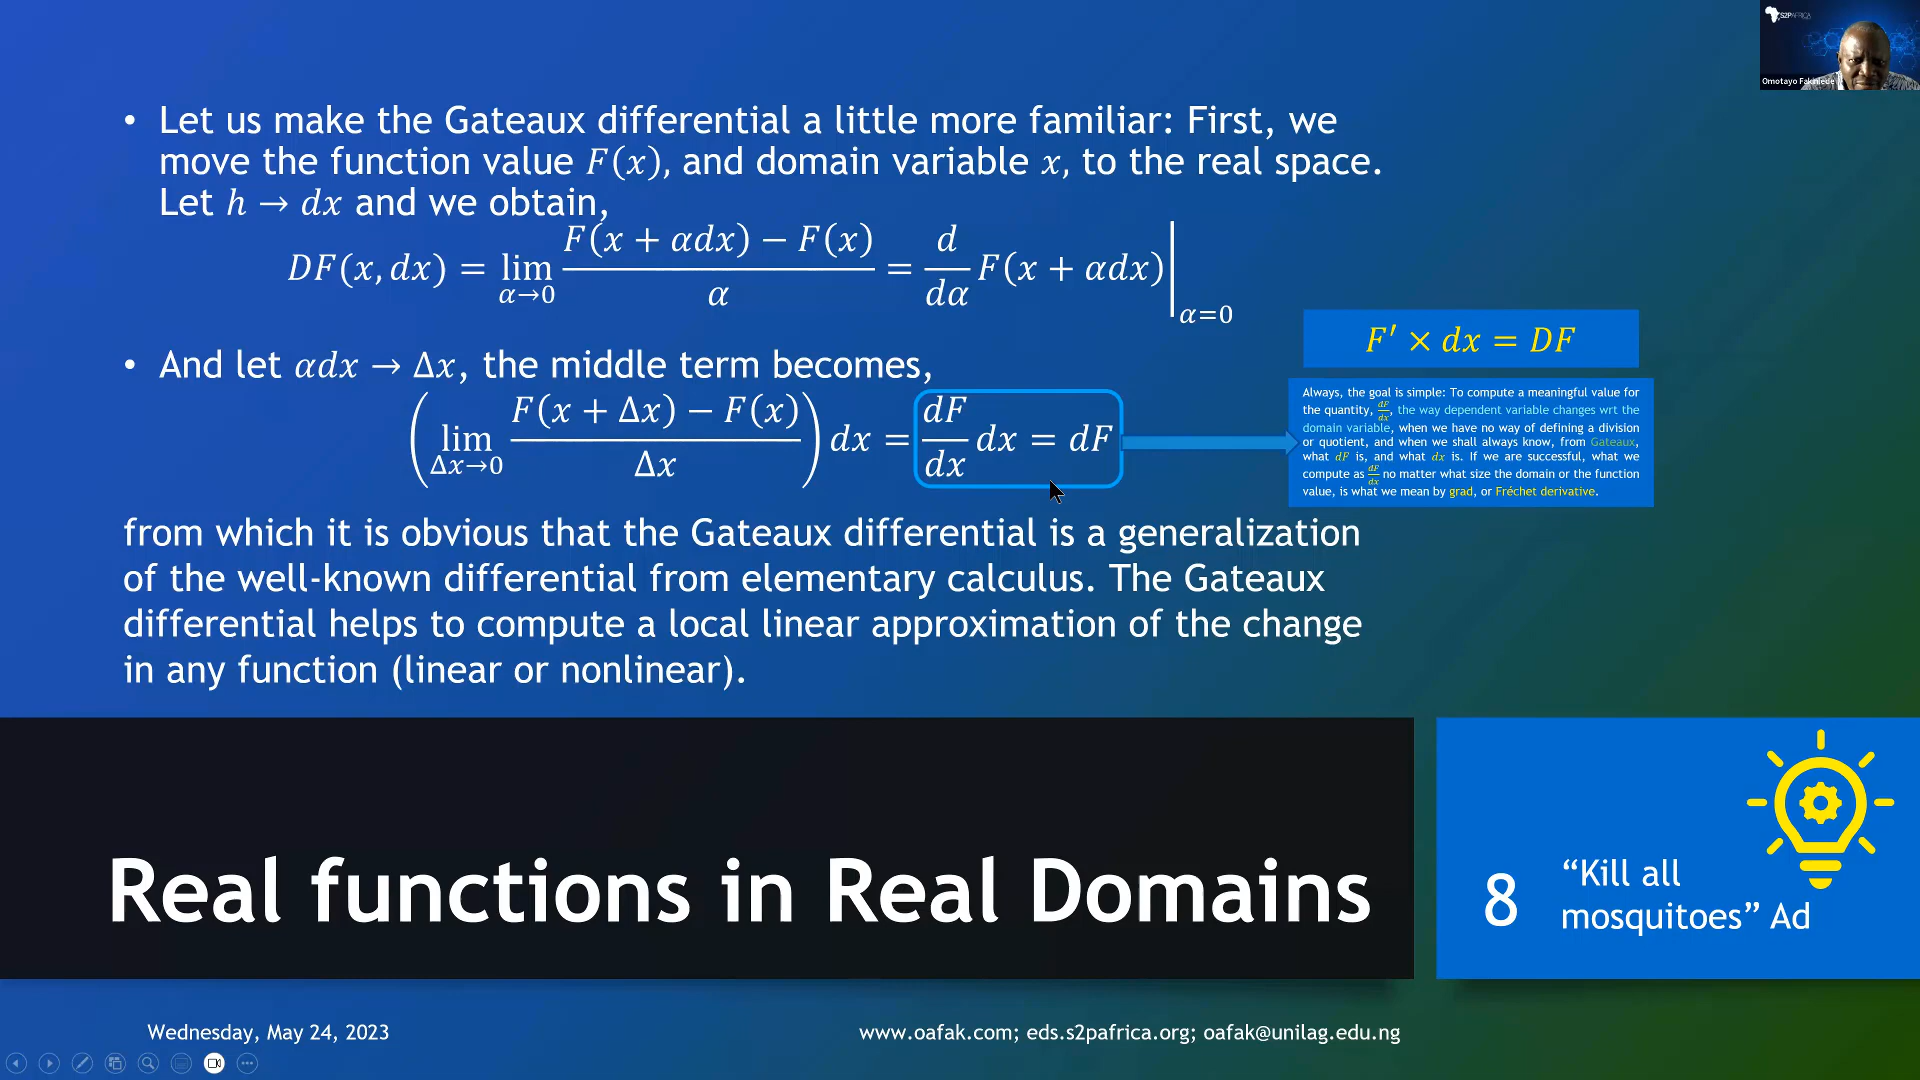 S2PAFRICA
Omotayo Fakinlede
• Let us make the Gateaux differential a little more familiar: First, we
move the function value F(x), and domain variable x, to the real space.
Let h → dx and we obtain,
DF(x, dx) = lim_{α→0} (F(x + αdx) − F(x))/α = d/dα F(x + αdx)|_{α=0}
• And let αdx → Δx, the middle term becomes,
(lim_{Δx→0} (F(x + Δx) − F(x))/Δx) dx = dF/dx dx = dF
F′ × dx = DF
Always, the goal is simple: To compute a meaningful value for
the quantity, dF/dx, the way dependent variable changes wrt the
domain variable, when we have no way of defining a division
or quotient, and when we shall always know, from Gateaux,
what dF is, and what dx is. If we are successful, what we
compute as dF/dx no matter what size the domain or the function
value, is what we mean by grad, or Fréchet derivative.
from which it is obvious that the Gateaux differential is a generalization
of the well-known differential from elementary calculus. The Gateaux
differential helps to compute a local linear approximation of the change
in any function (linear or nonlinear).
Real functions in Real Domains
8
“Kill all
mosquitoes” Ad
Wednesday, May 24, 2023
www.oafak.com; eds.s2pafrica.org; oafak@unilag.edu.ng